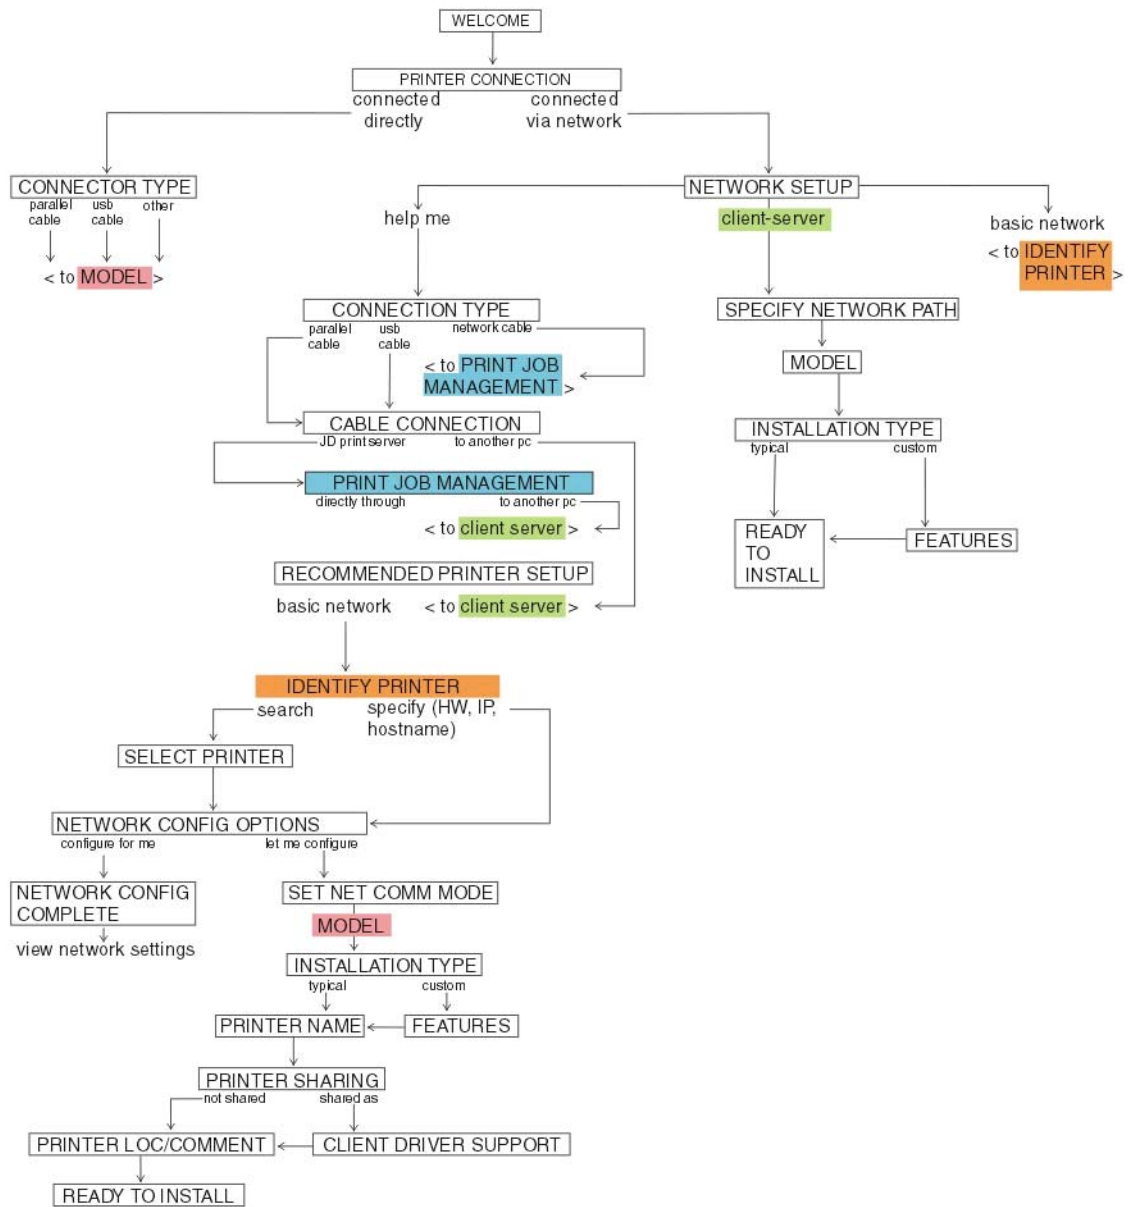 WELCOME
PRINTER CONNECTION
connected
directly
connected
via network
CONNECTOR TYPE
parallel
cable
usb
cable
other
< to MODEL >
NETWORK SETUP
help me
client-server
basic network
< to IDENTIFY
PRINTER >
CONNECTION TYPE
parallel
cable
usb
cable
network cable
< to PRINT JOB
MANAGEMENT >
CABLE CONNECTION
JD print server
to another pc
PRINT JOB MANAGEMENT
directly through
to another pc
< to client server >
RECOMMENDED PRINTER SETUP
basic network
< to client server >
SPECIFY NETWORK PATH
MODEL
INSTALLATION TYPE
typical
custom
READY
TO
INSTALL
FEATURES
IDENTIFY PRINTER
search
specify (HW, IP,
hostname)
SELECT PRINTER
NETWORK CONFIG OPTIONS
configure for me
let me configure
NETWORK CONFIG
COMPLETE
view network settings
SET NET COMM MODE
MODEL
INSTALLATION TYPE
typical
custom
PRINTER NAME
FEATURES
PRINTER SHARING
not shared
shared as
PRINTER LOC/COMMENT
CLIENT DRIVER SUPPORT
READY TO INSTALL